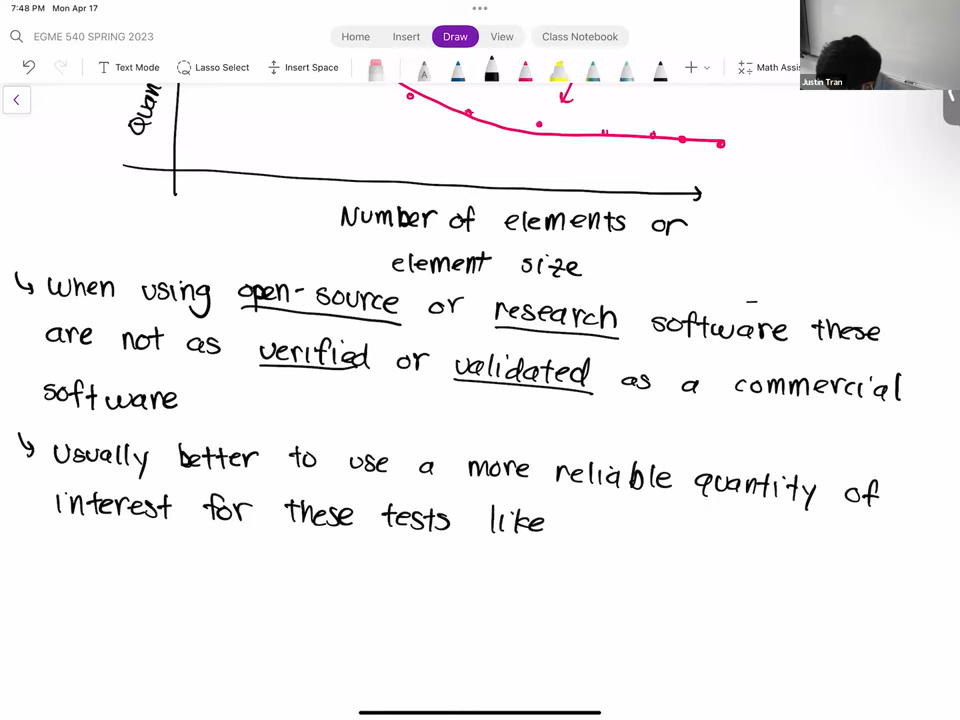 7:48 PM Mon Apr 17
EGME 540 SPRING 2023
Home Insert Draw View Class Notebook
Text Mode Lasso Select Insert Space Math Assis
Justin Tran
Quan
Number of elements or
element size
↳ When using open-source or research software these
are not as verified or validated as a commercial
software
↳ Usually better to use a more reliable quantity of
interest for these tests like